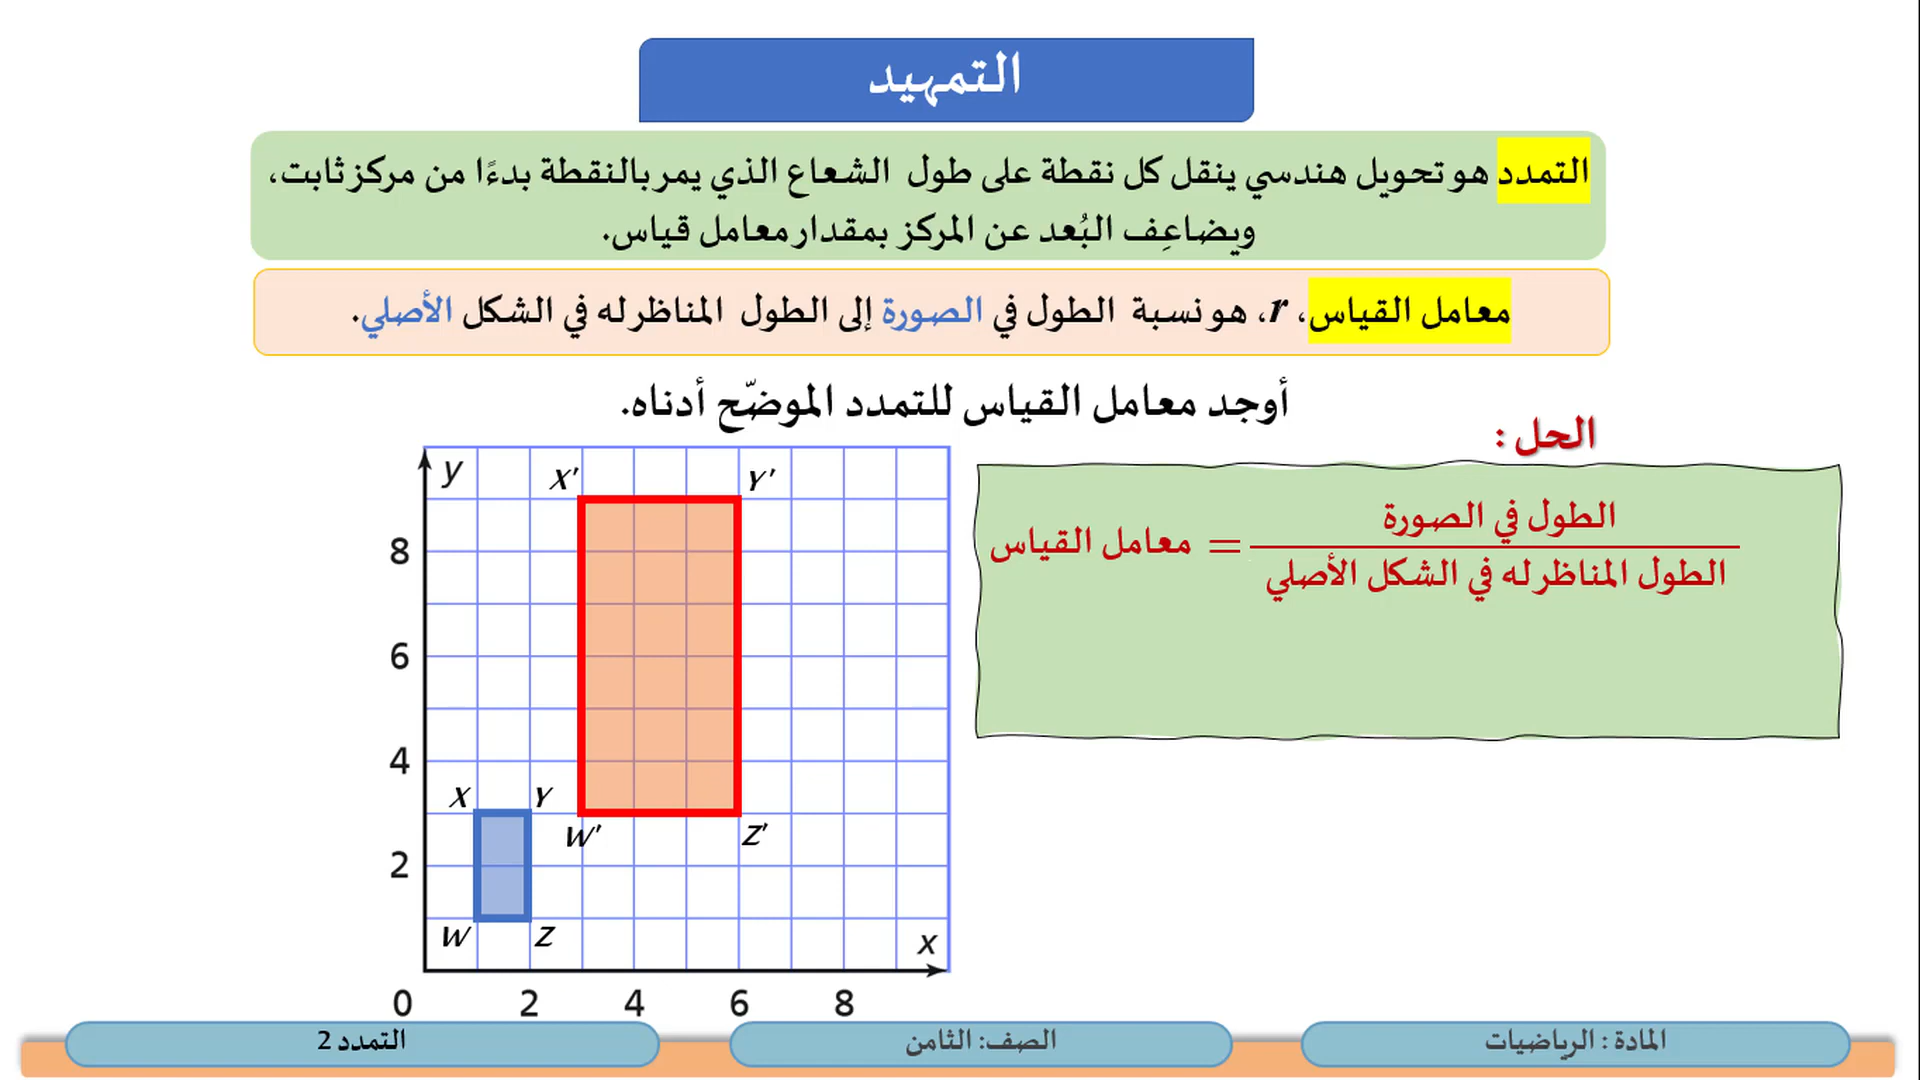 التمهيد
التمدد هو تحويل هندسي ينقل كل نقطة على طول الشعاع الذي يمر بالنقطة بدءًا من مركز ثابت،
ويضاعِف البُعد عن المركز بمقدار معامل قياس.
معامل القياس، r، هو نسبة الطول في الصورة إلى الطول المناظر له في الشكل الأصلي.
أوجد معامل القياس للتمدد الموضّح أدناه.
الحل :
الطول في الصورة
معامل القياس =
الطول المناظر له في الشكل الأصلي
y
X' Y'
8
6
4
X Y
W' Z'
2
W Z
x
0 2 4 6 8
المادة : الرياضيات
الصف: الثامن
التمدد 2